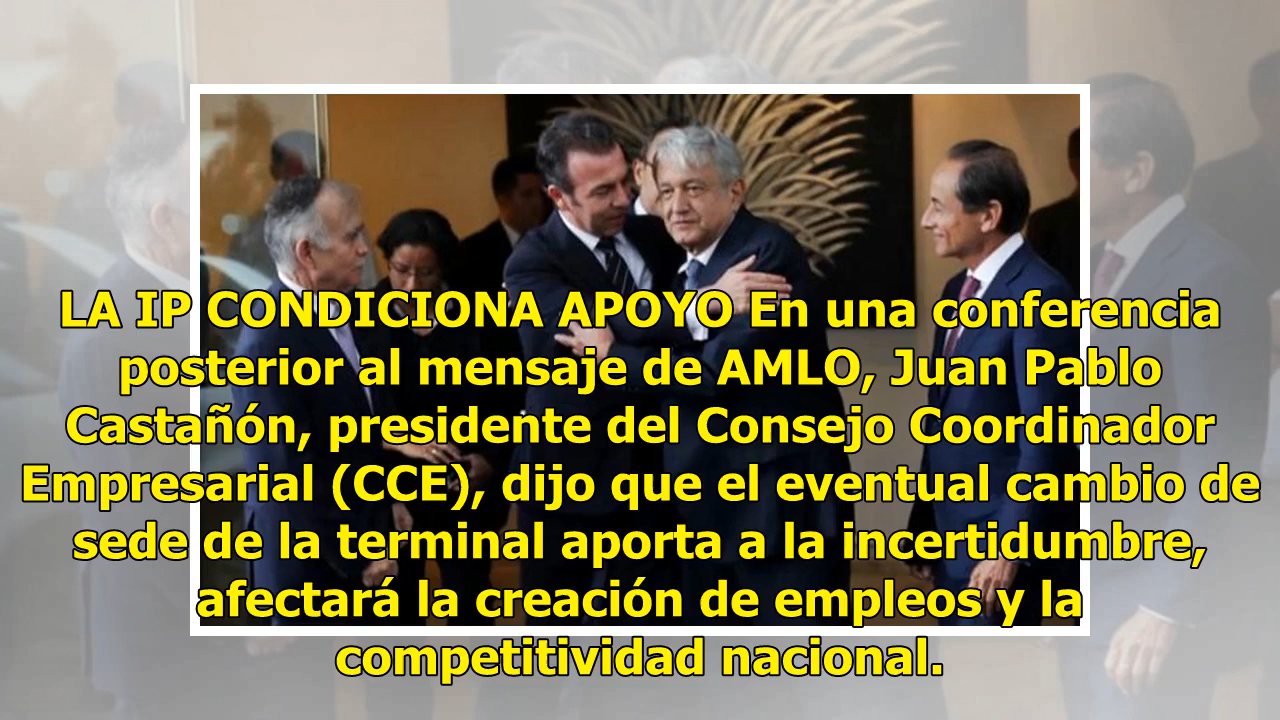 LA IP CONDICIONA APOYO En una conferencia
posterior al mensaje de AMLO, Juan Pablo
Castañón, presidente del Consejo Coordinador
Empresarial (CCE), dijo que el eventual cambio de
sede de la terminal aporta a la incertidumbre,
afectará la creación de empleos y la
competitividad nacional.